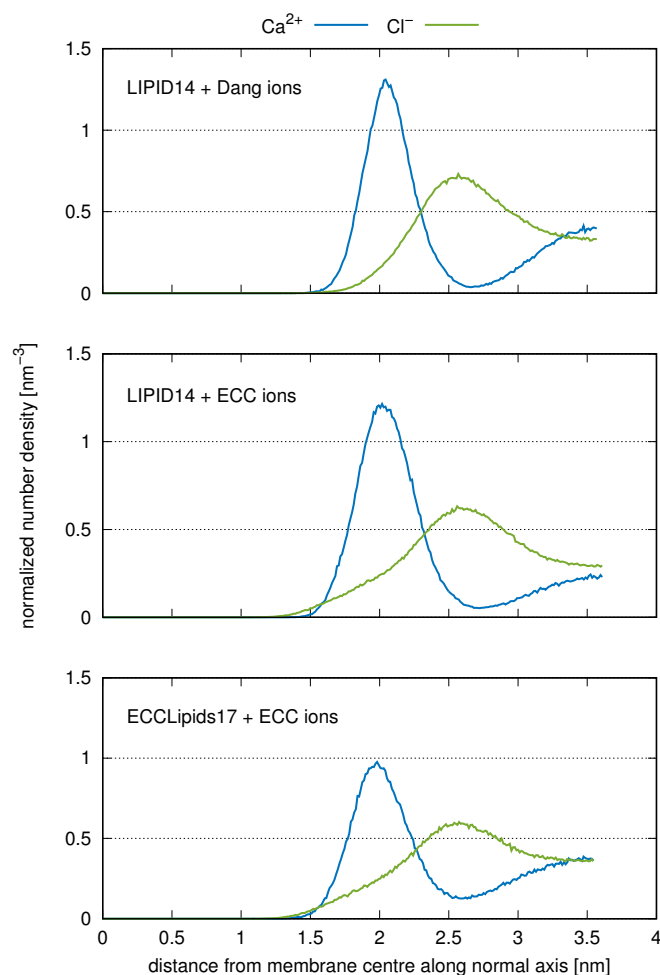 Ca²⁺ Cl⁻
1.5
LIPID14 + Dang ions
1
0.5
0
normalized number density [nm⁻³]
1.5
LIPID14 + ECC ions
1
0.5
0
1.5
ECCLipids17 + ECC ions
1
0.5
0
0 0.5 1 1.5 2 2.5 3 3.5 4
distance from membrane centre along normal axis [nm]